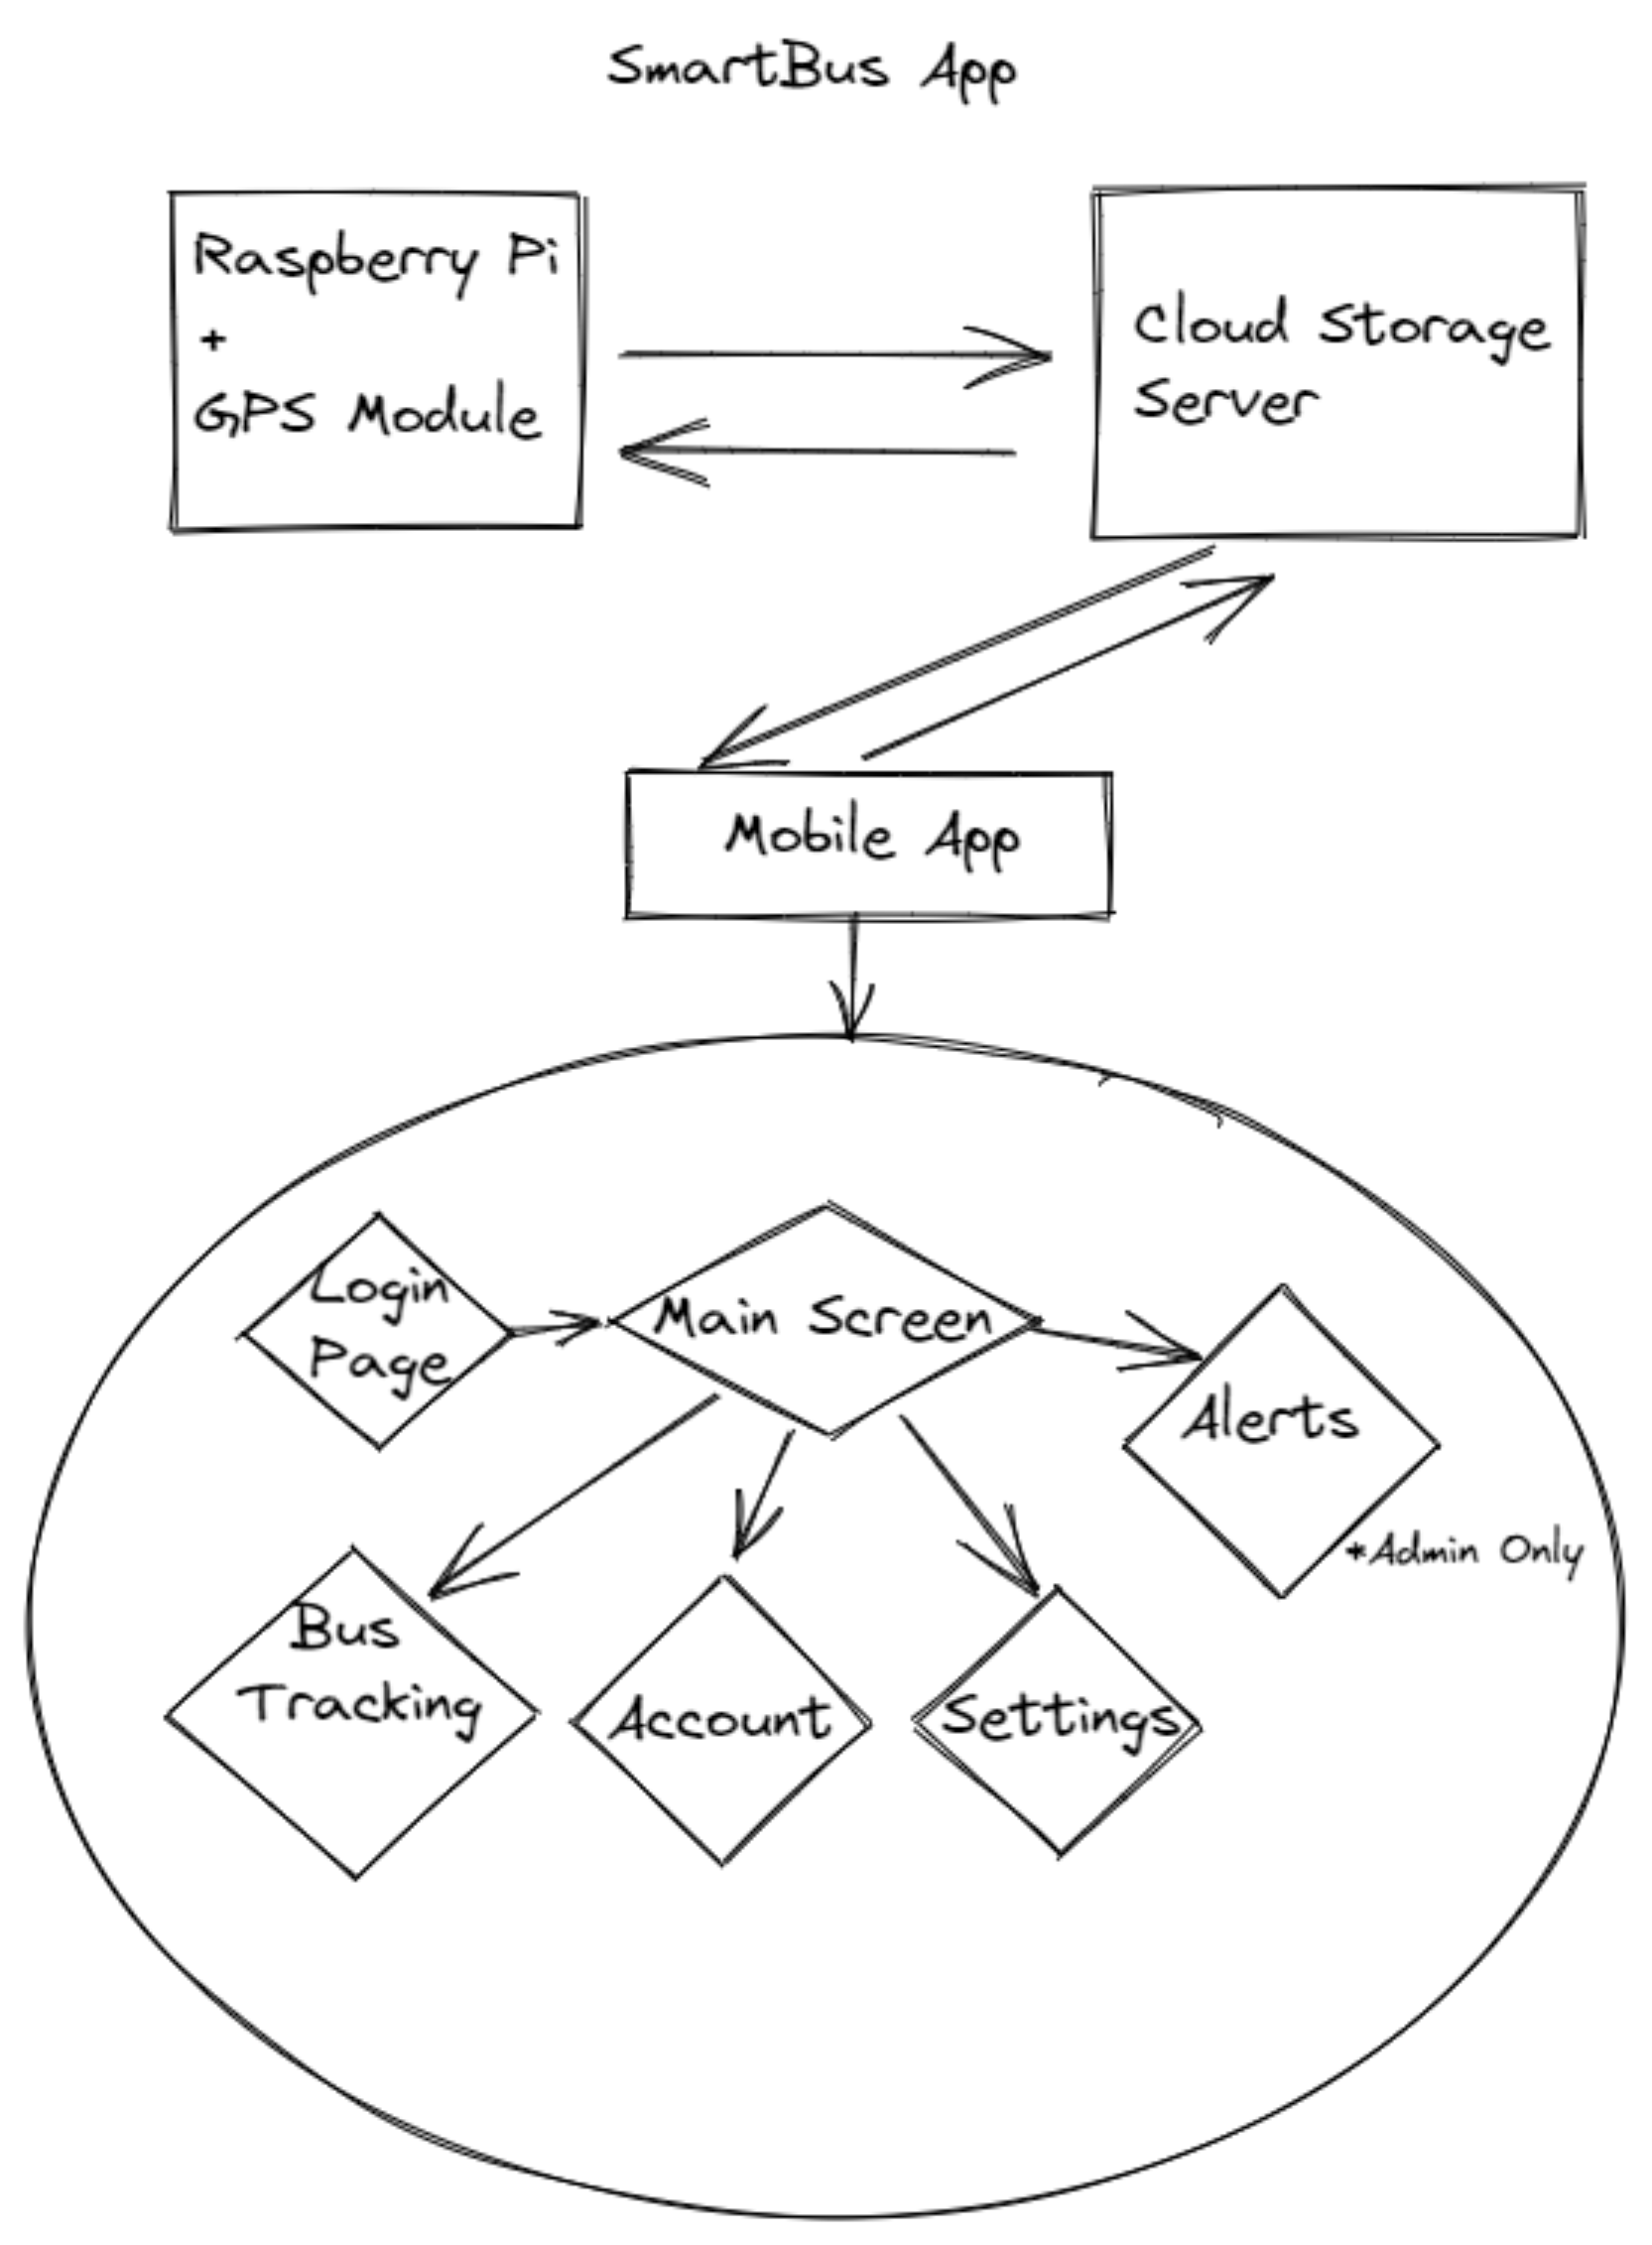 SmartBus App
Raspberry Pi
+
GPS Module
Cloud Storage
Server
Mobile App
Login
Page
Main Screen
Alerts
*Admin Only
Bus
Tracking
Account
Settings